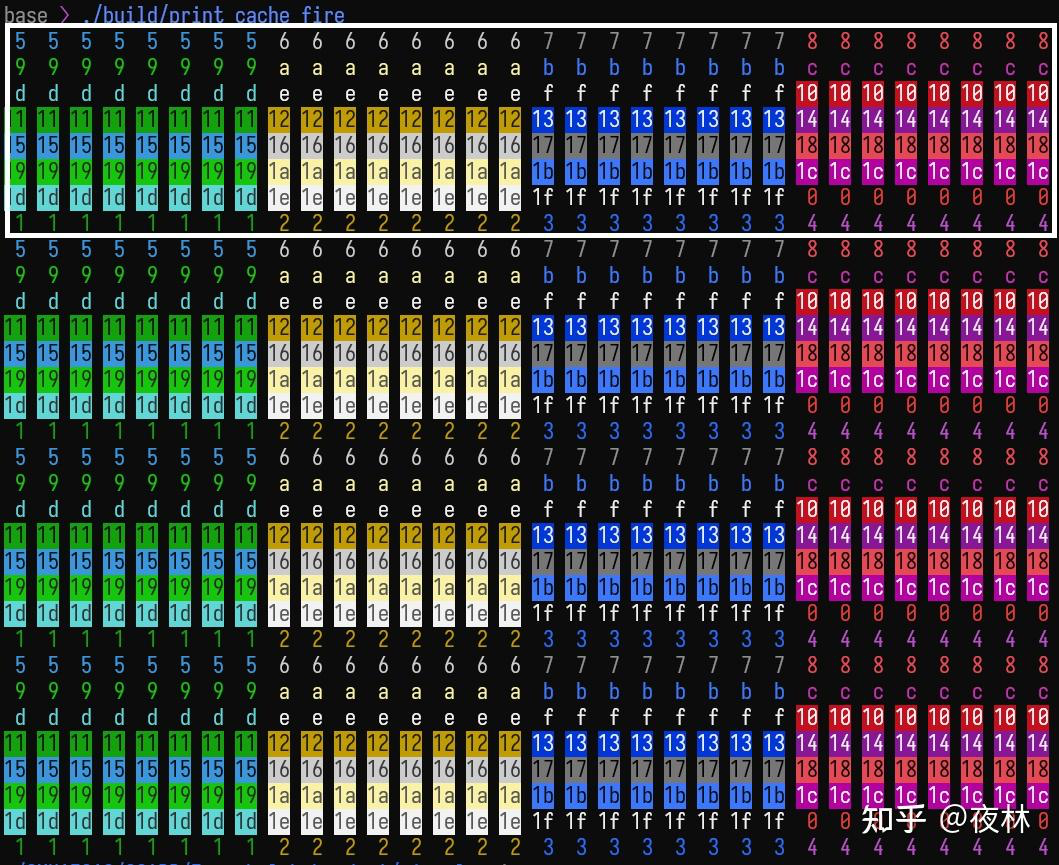 base > ./build/print_cache_fire
5 5 5 5 5 5 5 5 6 6 6 6 6 6 6 6 7 7 7 7 7 7 7 7 8 8 8 8 8 8 8 8
9 9 9 9 9 9 9 9 a a a a a a a a b b b b b b b b c c c c c c c c
d d d d d d d d e e e e e e e e f f f f f f f f 10 10 10 10 10 10 10 10
1 11 11 11 11 11 11 11 12 12 12 12 12 12 12 12 13 13 13 13 13 13 13 13 14 14 14 14 14 14 14 14
5 15 15 15 15 15 15 15 16 16 16 16 16 16 16 16 17 17 17 17 17 17 17 17 18 18 18 18 18 18 18 18
9 19 19 19 19 19 19 19 1a 1a 1a 1a 1a 1a 1a 1a 1b 1b 1b 1b 1b 1b 1b 1b 1c 1c 1c 1c 1c 1c 1c 1c
d 1d 1d 1d 1d 1d 1d 1d 1e 1e 1e 1e 1e 1e 1e 1e 1f 1f 1f 1f 1f 1f 1f 1f 0 0 0 0 0 0 0 0
1 1 1 1 1 1 1 1 2 2 2 2 2 2 2 2 3 3 3 3 3 3 3 3 4 4 4 4 4 4 4 4
5 5 5 5 5 5 5 5 6 6 6 6 6 6 6 6 7 7 7 7 7 7 7 7 8 8 8 8 8 8 8 8
9 9 9 9 9 9 9 9 a a a a a a a a b b b b b b b b c c c c c c c c
d d d d d d d d e e e e e e e e f f f f f f f f 10 10 10 10 10 10 10 10
11 11 11 11 11 11 11 11 12 12 12 12 12 12 12 12 13 13 13 13 13 13 13 13 14 14 14 14 14 14 14 14
15 15 15 15 15 15 15 15 16 16 16 16 16 16 16 16 17 17 17 17 17 17 17 17 18 18 18 18 18 18 18 18
19 19 19 19 19 19 19 19 1a 1a 1a 1a 1a 1a 1a 1a 1b 1b 1b 1b 1b 1b 1b 1b 1c 1c 1c 1c 1c 1c 1c 1c
1d 1d 1d 1d 1d 1d 1d 1d 1e 1e 1e 1e 1e 1e 1e 1e 1f 1f 1f 1f 1f 1f 1f 1f 0 0 0 0 0 0 0 0
1 1 1 1 1 1 1 1 2 2 2 2 2 2 2 2 3 3 3 3 3 3 3 3 4 4 4 4 4 4 4 4
5 5 5 5 5 5 5 5 6 6 6 6 6 6 6 6 7 7 7 7 7 7 7 7 8 8 8 8 8 8 8 8
9 9 9 9 9 9 9 9 a a a a a a a a b b b b b b b b c c c c c c c c
d d d d d d d d e e e e e e e e f f f f f f f f 10 10 10 10 10 10 10 10
11 11 11 11 11 11 11 11 12 12 12 12 12 12 12 12 13 13 13 13 13 13 13 13 14 14 14 14 14 14 14 14
15 15 15 15 15 15 15 15 16 16 16 16 16 16 16 16 17 17 17 17 17 17 17 17 18 18 18 18 18 18 18 18
19 19 19 19 19 19 19 19 1a 1a 1a 1a 1a 1a 1a 1a 1b 1b 1b 1b 1b 1b 1b 1b 1c 1c 1c 1c 1c 1c 1c 1c
1d 1d 1d 1d 1d 1d 1d 1d 1e 1e 1e 1e 1e 1e 1e 1e 1f 1f 1f 1f 1f 1f 1f 1f 0 0 0 0 0 0 0 0
1 1 1 1 1 1 1 1 2 2 2 2 2 2 2 2 3 3 3 3 3 3 3 3 4 4 4 4 4 4 4 4
5 5 5 5 5 5 5 5 6 6 6 6 6 6 6 6 7 7 7 7 7 7 7 7 8 8 8 8 8 8 8 8
9 9 9 9 9 9 9 9 a a a a a a a a b b b b b b b b c c c c c c c c
d d d d d d d d e e e e e e e e f f f f f f f f 10 10 10 10 10 10 10 10
11 11 11 11 11 11 11 11 12 12 12 12 12 12 12 12 13 13 13 13 13 13 13 13 14 14 14 14 14 14 14 14
15 15 15 15 15 15 15 15 16 16 16 16 16 16 16 16 17 17 17 17 17 17 17 17 18 18 18 18 18 18 18 18
19 19 19 19 19 19 19 19 1a 1a 1a 1a 1a 1a 1a 1a 1b 1b 1b 1b 1b 1b 1b 1b 1c 1c 1c 1c 1c 1c 1c 1c
1d 1d 1d 1d 1d 1d 1d 1d 1e 1e 1e 1e 1e 1e 1e 1e 1f 1f 1f 1f 1f 1f 1f 1f 0 0 0 0 0 0 0 0
1 1 1 1 1 1 1 1 2 2 2 2 2 2 2 2 3 3 3 3 3 3 3 3 4 4 4 4 4 4 4 4
知乎 @夜林